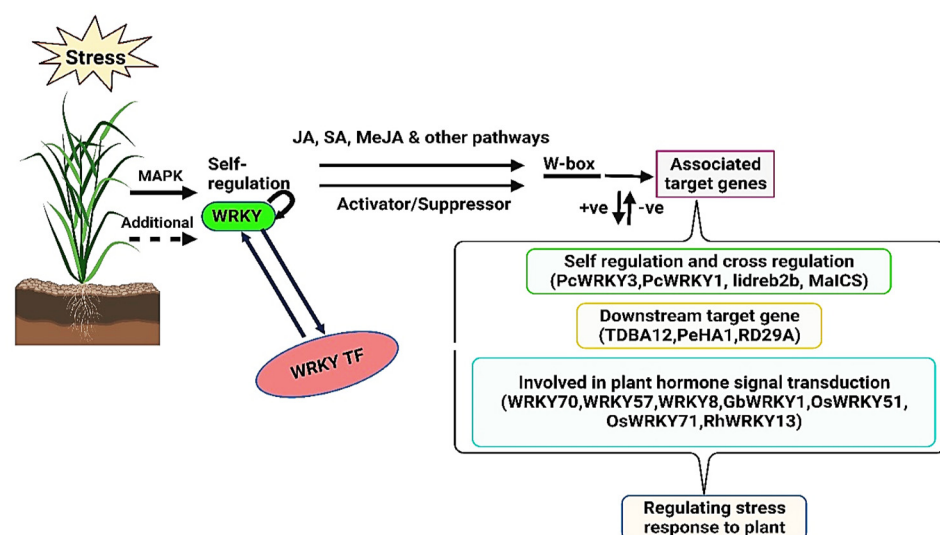 Stress
MAPK
Additional
Self-
regulation
WRKY
WRKY TF
JA, SA, MeJA & other pathways
Activator/Suppressor
W-box
+ve
-ve
Associated
target genes
Self regulation and cross regulation
(PcWRKY3,PcWRKY1, lidreb2b, MaICS)
Downstream target gene
(TDBA12,PeHA1,RD29A)
Involved in plant hormone signal transduction
(WRKY70,WRKY57,WRKY8,GbWRKY1,OsWRKY51,
OsWRKY71,RhWRKY13)
Regulating stress
response to plant